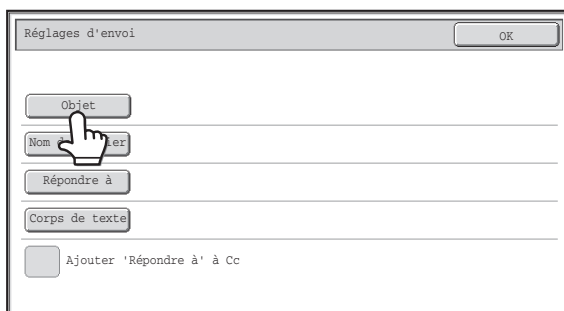 Réglages d'envoi
OK
Objet
Nom
Répondre à
Corps de texte
Ajouter 'Répondre à' à Cc